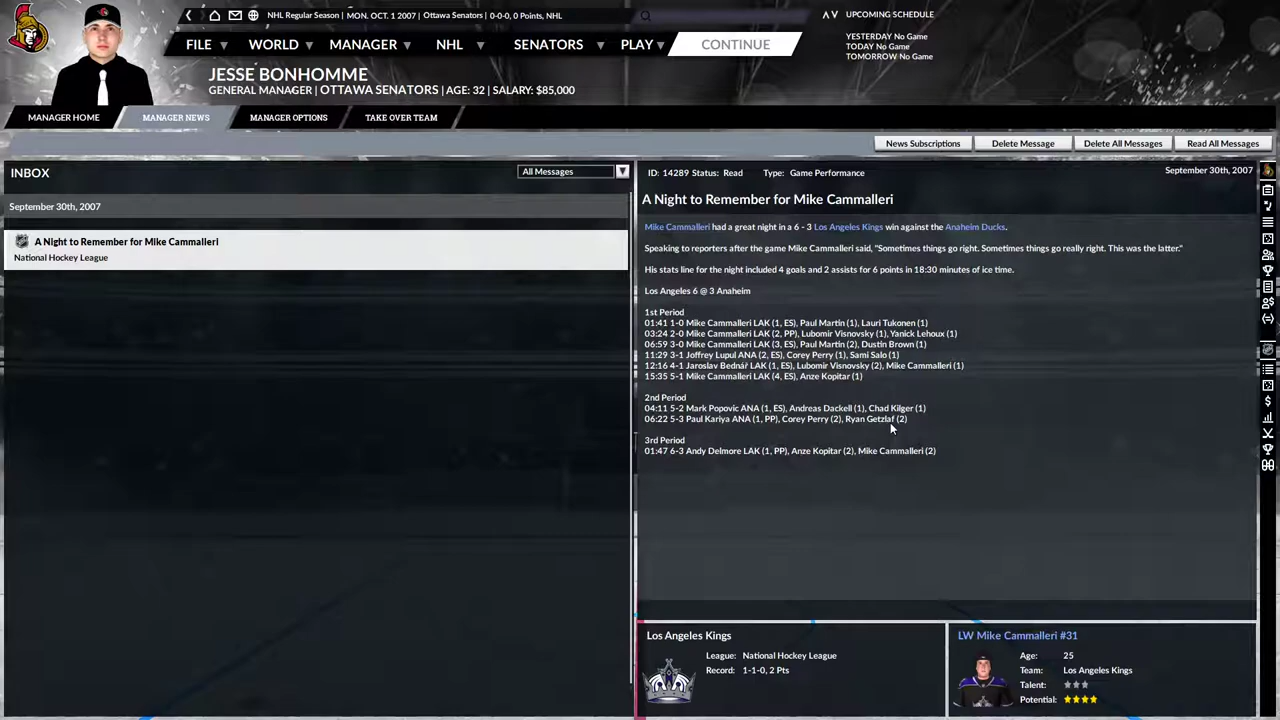 NHL Regular Season | MON. OCT. 1 2007 | Ottawa Senators | 0-0-0, 0 Points, NHL
UPCOMING SCHEDULE
YESTERDAY No Game
TODAY No Game
TOMORROW No Game
FILE WORLD MANAGER NHL SENATORS PLAY CONTINUE
JESSE BONHOMME
GENERAL MANAGER | OTTAWA SENATORS | AGE: 32 | SALARY: $85,000
MANAGER HOME MANAGER NEWS MANAGER OPTIONS TAKE OVER TEAM
News Subscriptions Delete Message Delete All Messages Read All Messages
INBOX All Messages
September 30th, 2007
A Night to Remember for Mike Cammalleri
National Hockey League
ID: 14289 Status: Read Type: Game Performance September 30th, 2007
A Night to Remember for Mike Cammalleri
Mike Cammalleri had a great night in a 6 - 3 Los Angeles Kings win against the Anaheim Ducks.
Speaking to reporters after the game Mike Cammalleri said, "Sometimes things go right. Sometimes things go really right. This was the latter."
His stats line for the night included 4 goals and 2 assists for 6 points in 18:30 minutes of ice time.
Los Angeles 6 @ 3 Anaheim
1st Period
01:41 1-0 Mike Cammalleri LAK (1, ES), Paul Martin (1), Lauri Tukonen (1)
03:24 2-0 Mike Cammalleri LAK (2, PP), Lubomir Visnovsky (1), Yanick Lehoux (1)
06:59 3-0 Mike Cammalleri LAK (3, ES), Paul Martin (2), Dustin Brown (1)
11:29 3-1 Joffrey Lupul ANA (2, ES), Corey Perry (1), Sami Salo (1)
12:16 4-1 Jaroslav Bednář LAK (1, ES), Lubomir Visnovsky (2), Mike Cammalleri (1)
15:35 5-1 Mike Cammalleri LAK (4, ES), Anze Kopitar (1)
2nd Period
04:11 5-2 Mark Popovic ANA (1, ES), Andreas Dackell (1), Chad Kilger (1)
06:22 5-3 Paul Kariya ANA (1, PP), Corey Perry (2), Ryan Getzlaf (2)
3rd Period
01:47 6-3 Andy Delmore LAK (1, PP), Anze Kopitar (2), Mike Cammalleri (2)
Los Angeles Kings
League: National Hockey League
Record: 1-1-0, 2 Pts
LW Mike Cammalleri #31
Age: 25
Team: Los Angeles Kings
Talent:
Potential: